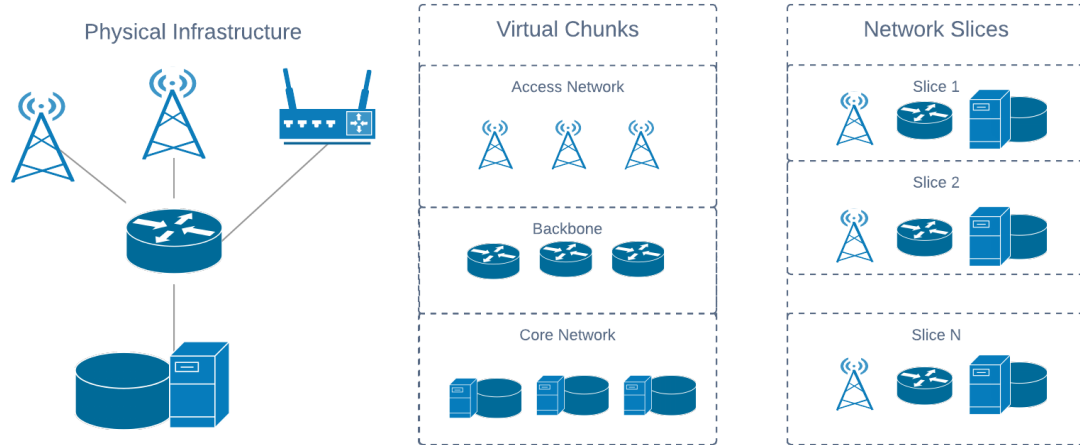 Physical Infrastructure
Virtual Chunks
Access Network
Backbone
Core Network
Network Slices
Slice 1
Slice 2
Slice N